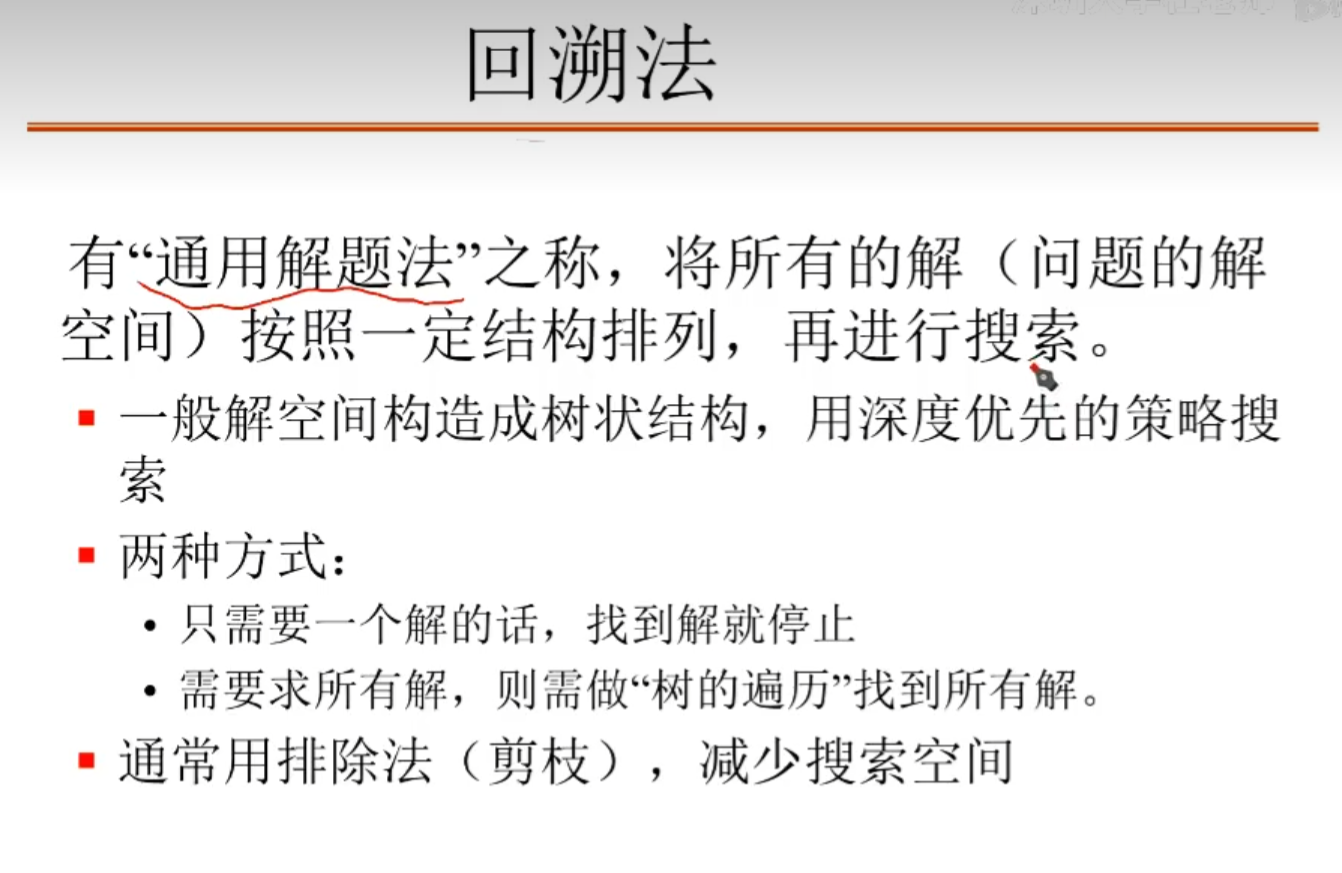 回溯法
有“通用解题法”之称，将所有的解（问题的解
空间）按照一定结构排列，再进行搜索。
一般解空间构造成树状结构，用深度优先的策略搜
索
两种方式：
只需要一个解的话，找到解就停止
需要求所有解，则需做“树的遍历”找到所有解。
通常用排除法（剪枝），减少搜索空间